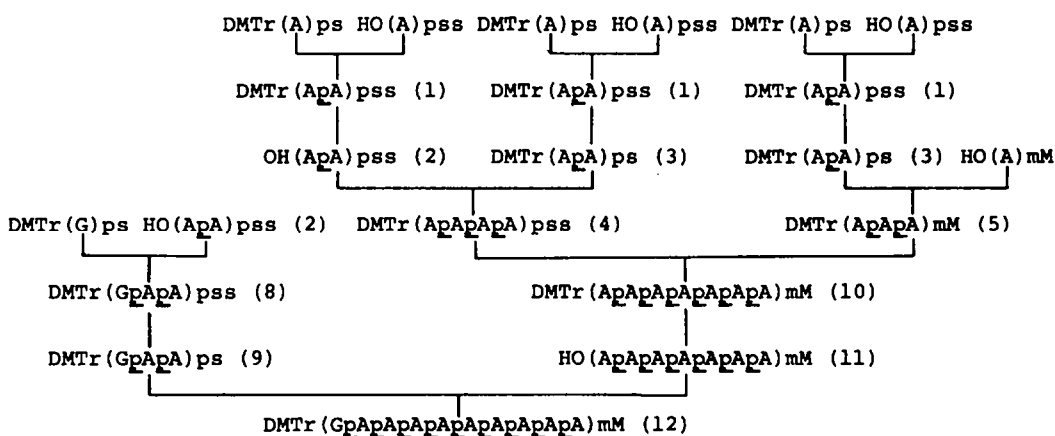 DMTr(A)ps HO(A)pss DMTr(A)ps HO(A)pss DMTr(A)ps HO(A)pss
DMTr(ApA)pss (1) DMTr(ApA)pss (1) DMTr(ApA)pss (1)
OH(ApA)pss (2) DMTr(ApA)ps (3) DMTr(ApA)ps (3) HO(A)mM
DMTr(G)ps HO(ApA)pss (2) DMTr(ApApApA)pss (4) DMTr(ApApA)mM (5)
DMTr(GpApA)pss (8) DMTr(ApApApApApApA)mM (10)
DMTr(GpApA)ps (9) HO(ApApApApApApA)mM (11)
DMTr(GpApApApApApApApApA)mM (12)